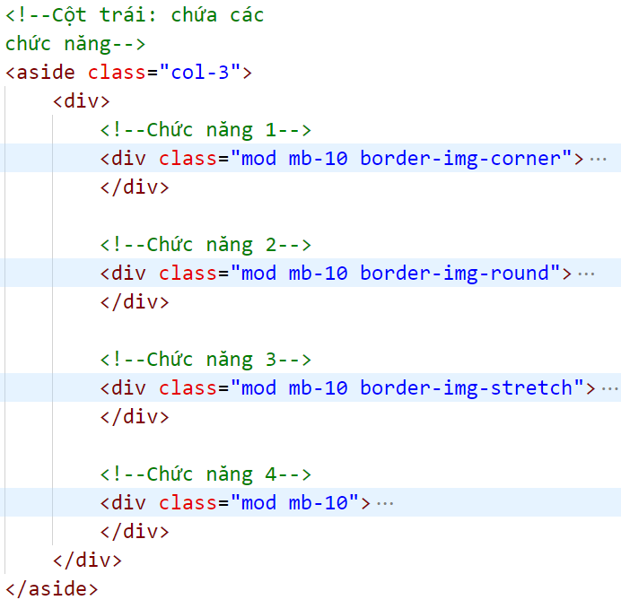 <!--Cột trái: chứa các
chức năng-->
<aside class="col-3">
<div>
<!--Chức năng 1-->
<div class="mod mb-10 border-img-corner">···
</div>
<!--Chức năng 2-->
<div class="mod mb-10 border-img-round">···
</div>
<!--Chức năng 3-->
<div class="mod mb-10 border-img-stretch">···
</div>
<!--Chức năng 4-->
<div class="mod mb-10">···
</div>
</div>
</aside>